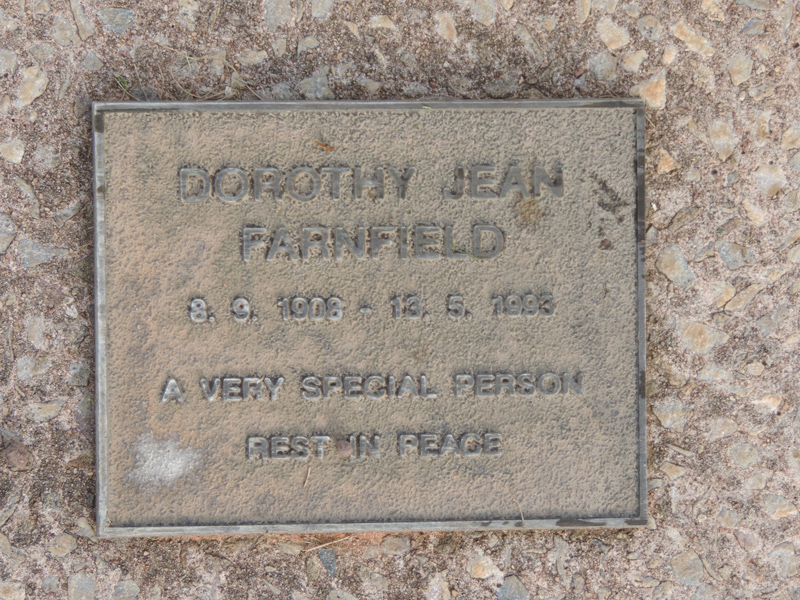 DOROTHY JEAN
FARNFIELD
8. 9. 1908 - 13. 5. 1993
A VERY SPECIAL PERSON
REST IN PEACE